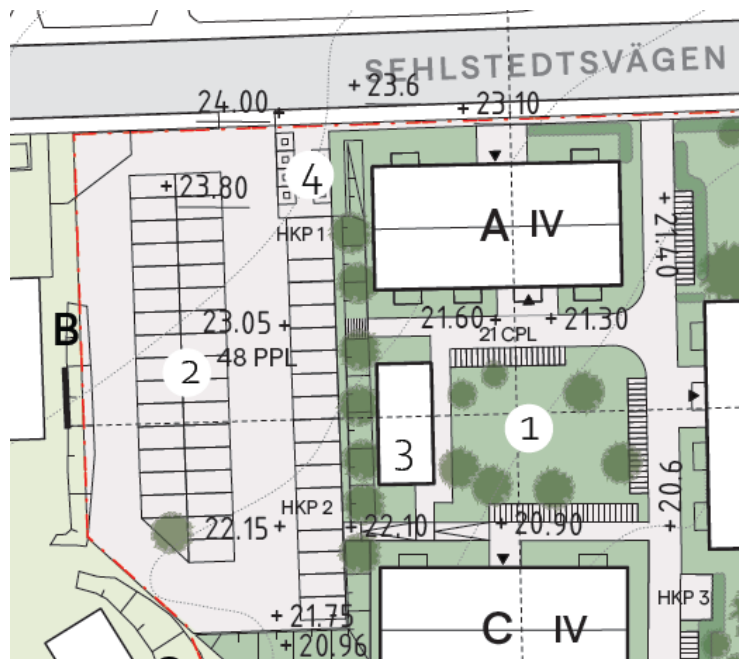 SEHLSTEDTSVÄGEN
+ 23.6
24.00
+
+ 23.10
4
+ 23.80
HKP 1
A IV
+ 21.40
23.05 +
21.60 +
+ 21.30
21 CPL
B
2
48 PPL
1
3
HKP 2
22.15 +
+ 22.10
+ 20.90
+ 20.6
HKP 3
+ 21.75
+ 20.96
C IV